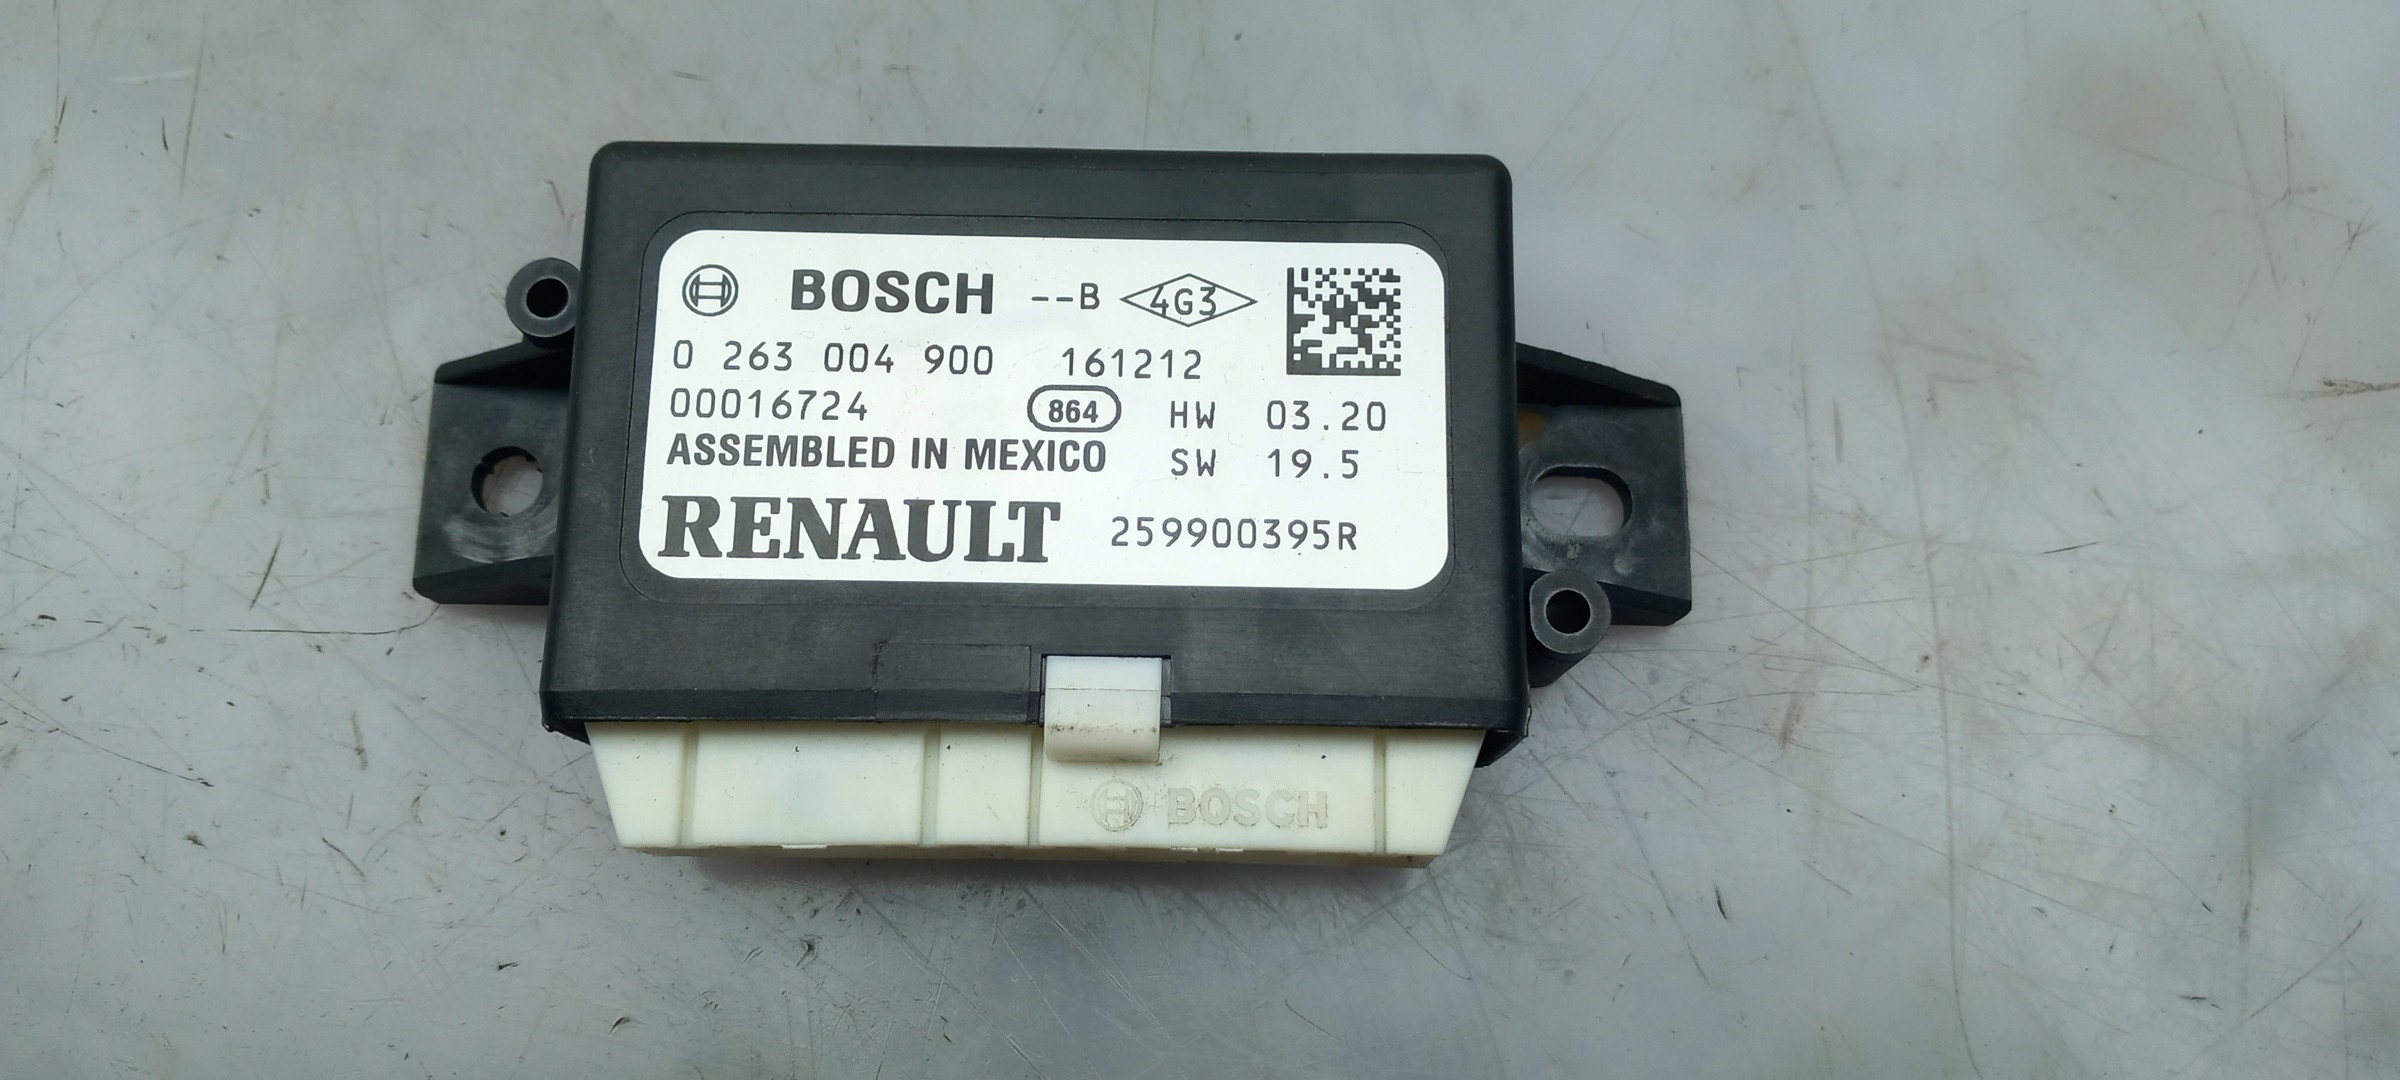 BOSCH --B 4G3
0 263 004 900 161212
00016724 864 HW 03.20
ASSEMBLED IN MEXICO SW 19.5
RENAULT 259900395R
BOSCH